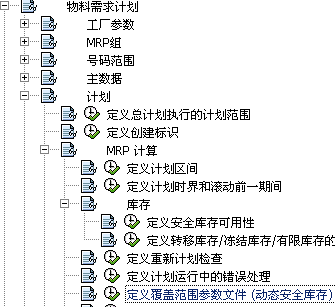 物料需求计划
工厂参数
MRP组
号码范围
主数据
计划
定义总计划执行的计划范围
定义创建标识
MRP 计算
定义计划区间
定义计划时界和滚动前一期间
库存
定义安全库存可用性
定义转移库存/冻结库存/有限库存的
定义重新计划检查
定义计划运行中的错误处理
定义覆盖范围参数文件 (动态安全库存)